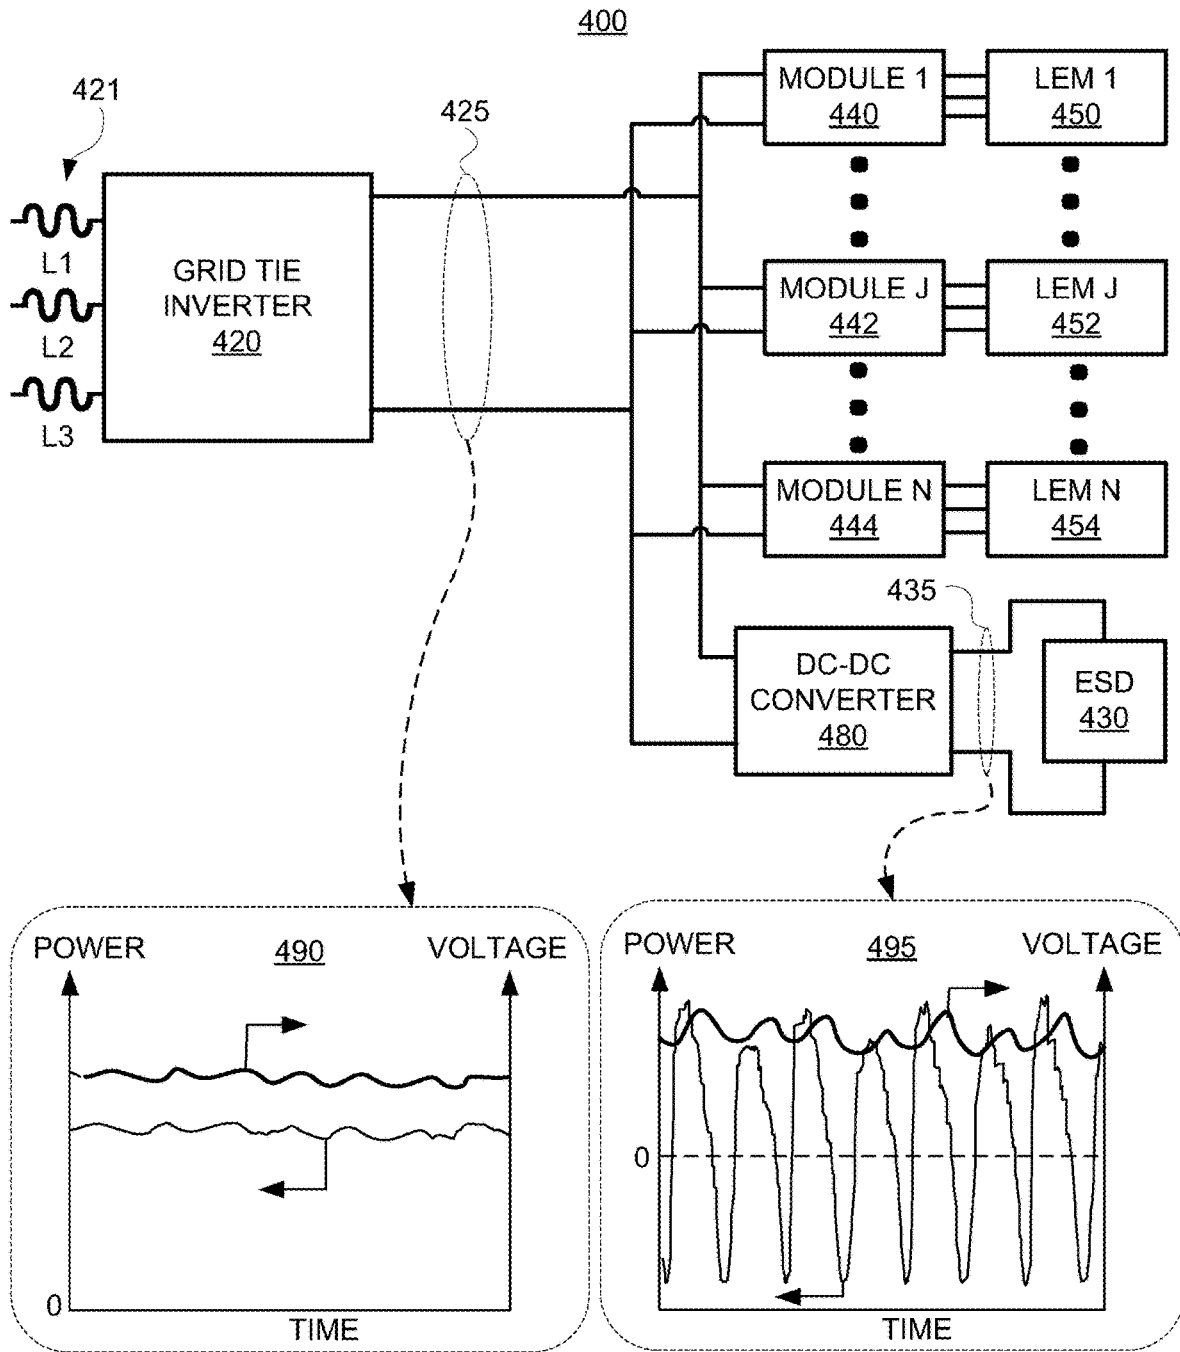 400
421
425
MODULE 1
440
LEM 1
450
L1
L2
L3
GRID TIE
INVERTER
420
MODULE J
442
LEM J
452
MODULE N
444
LEM N
454
435
DC-DC
CONVERTER
480
ESD
430
POWER
490
VOLTAGE
0
TIME
POWER
495
VOLTAGE
0
TIME